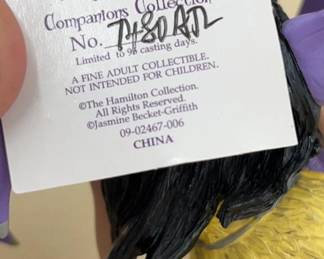 Companions Collection
No. 7480 ATL
Limited to 95 casting days.
A FINE ADULT COLLECTIBLE.
NOT INTENDED FOR CHILDREN.
©The Hamilton Collection.
All Rights Reserved.
©Jasmine Becket-Griffith
09-02467-006
CHINA